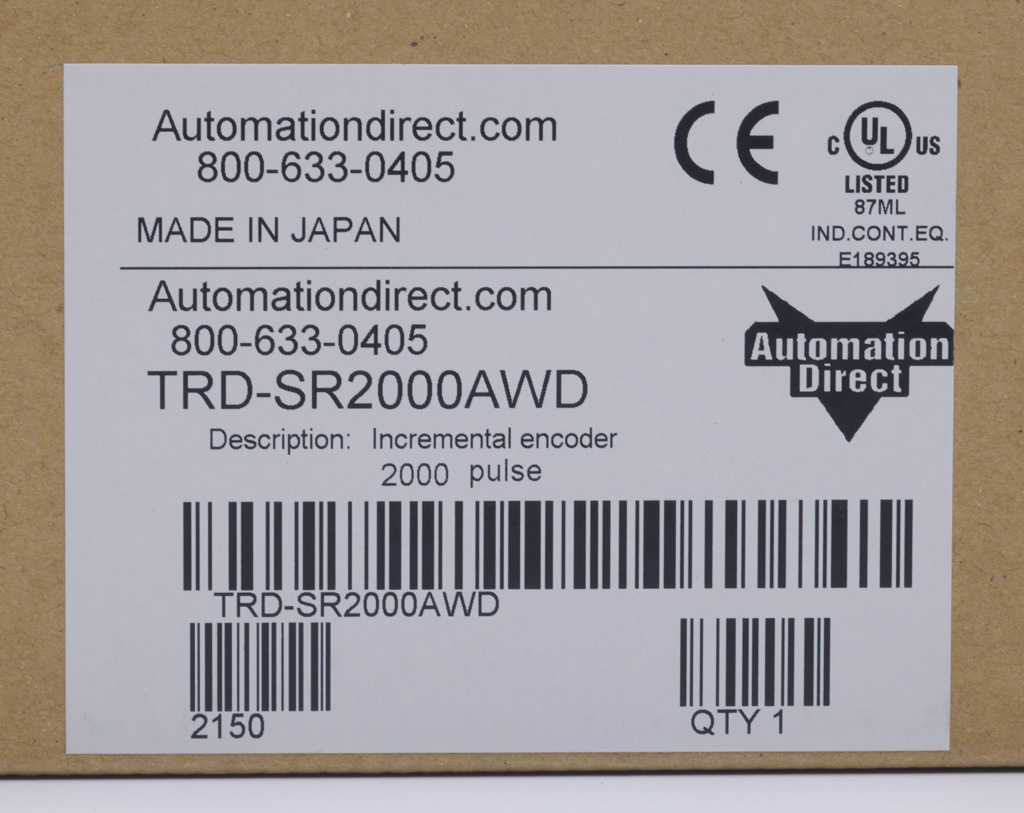 Automationdirect.com
800-633-0405
MADE IN JAPAN
CE
C UL US
LISTED
87ML
IND.CONT.EQ.
E189395
Automationdirect.com
800-633-0405
TRD-SR2000AWD
Automation
Direct
Description: Incremental encoder
2000 pulse
TRD-SR2000AWD
2150
QTY 1